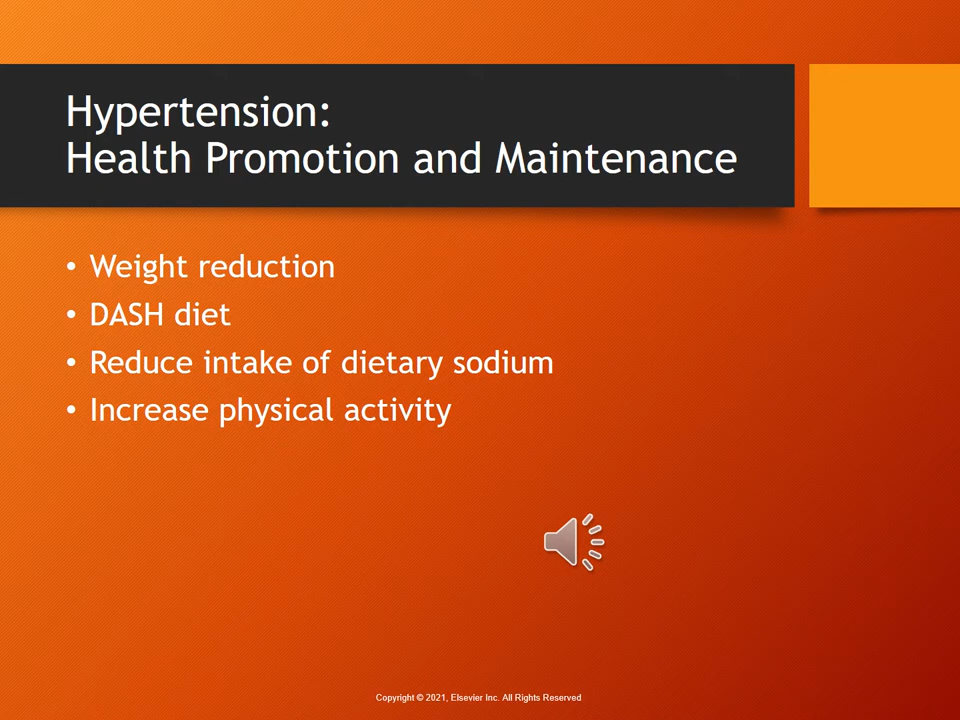 Hypertension:
Health Promotion and Maintenance
• Weight reduction
• DASH diet
• Reduce intake of dietary sodium
• Increase physical activity
Copyright © 2021, Elsevier Inc. All Rights Reserved